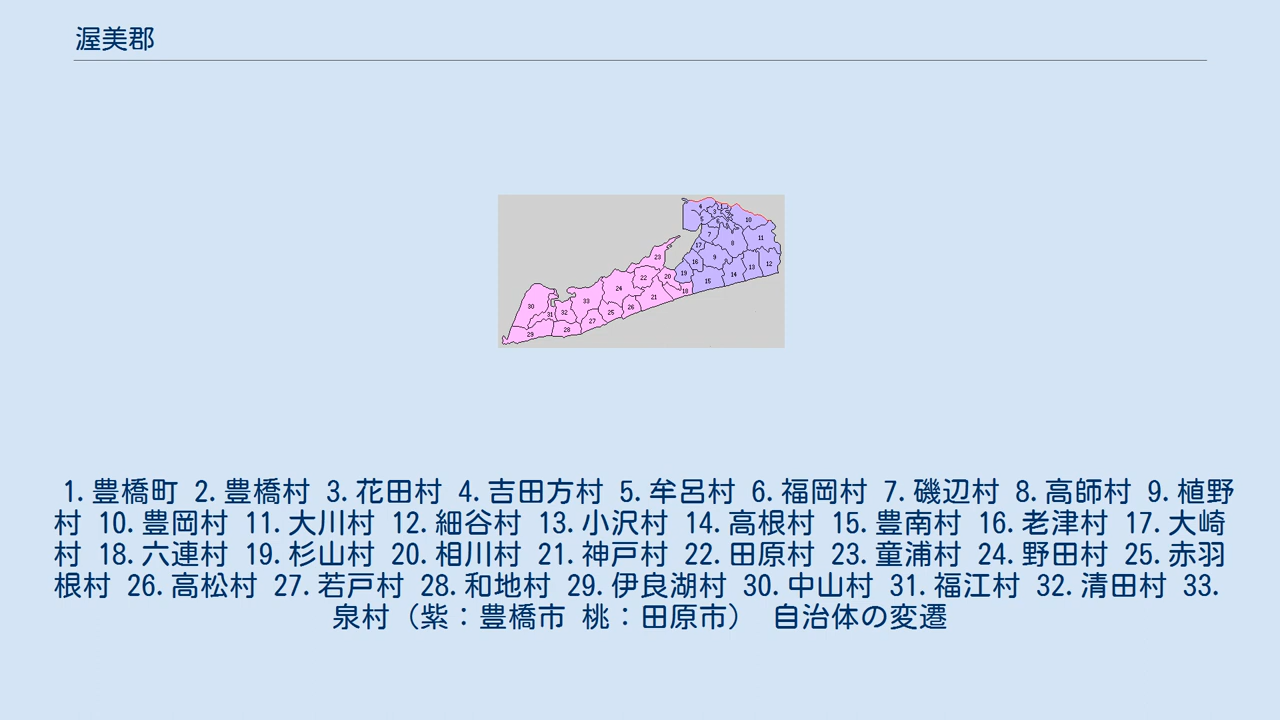 渥美郡
1.豊橋町 2.豊橋村 3.花田村 4.吉田方村 5.牟呂村 6.福岡村 7.磯辺村 8.高師村 9.植野
村 10.豊岡村 11.大川村 12.細谷村 13.小沢村 14.高根村 15.豊南村 16.老津村 17.大崎
村 18.六連村 19.杉山村 20.相川村 21.神戸村 22.田原村 23.童浦村 24.野田村 25.赤羽
根村 26.高松村 27.若戸村 28.和地村 29.伊良湖村 30.中山村 31.福江村 32.清田村 33.
泉村（紫：豊橋市 桃：田原市） 自治体の変遷